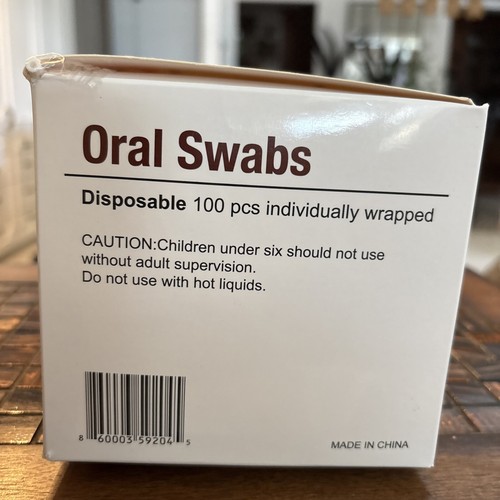 Oral Swabs
Disposable 100 pcs individually wrapped
CAUTION:Children under six should not use
without adult supervision.
Do not use with hot liquids.
8 60003 59204 5
MADE IN CHINA